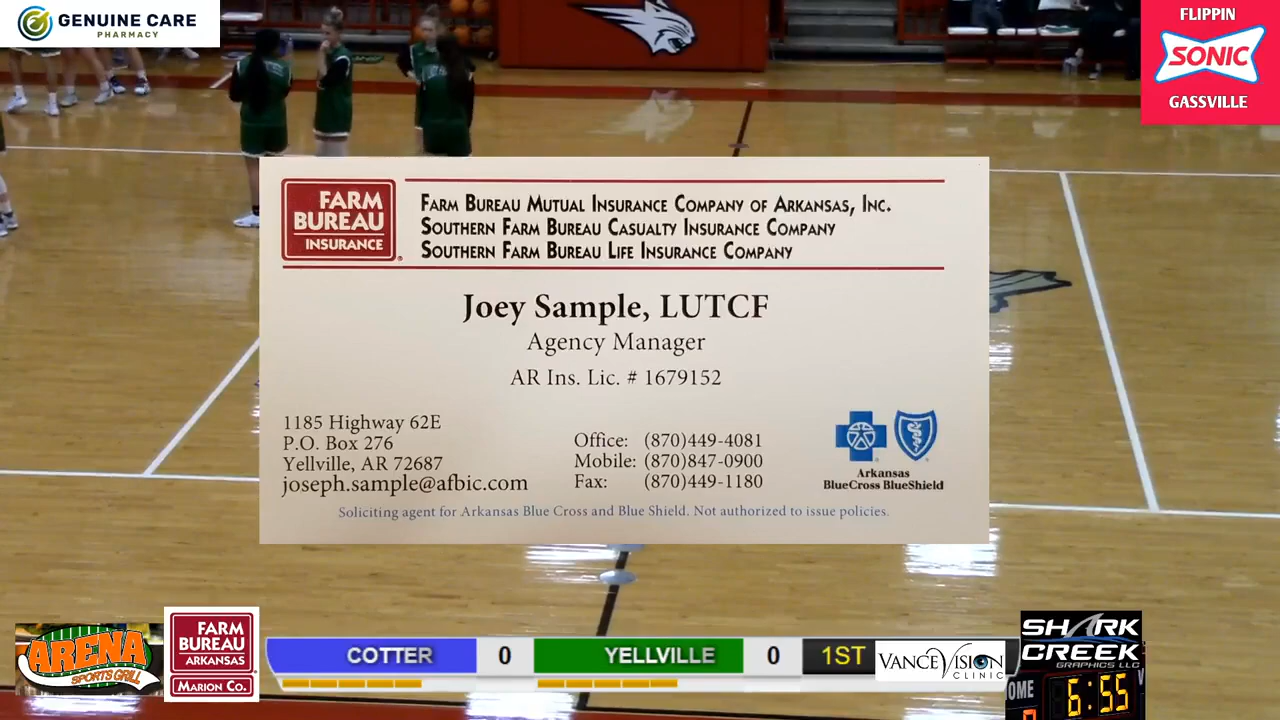 GENUINE CARE
PHARMACY
FLIPPIN
SONIC
GASSVILLE
FARM
BUREAU
INSURANCE
FARM BUREAU MUTUAL INSURANCE COMPANY OF ARKANSAS, INC.
SOUTHERN FARM BUREAU CASUALTY INSURANCE COMPANY
SOUTHERN FARM BUREAU LIFE INSURANCE COMPANY
Joey Sample, LUTCF
Agency Manager
AR Ins. Lic. # 1679152
1185 Highway 62E
P.O. Box 276
Yellville, AR 72687
joseph.sample@afbic.com
Office: (870)449-4081
Mobile: (870)847-0900
Fax: (870)449-1180
Arkansas
BlueCross BlueShield
Soliciting agent for Arkansas Blue Cross and Blue Shield. Not authorized to issue policies.
ARENA
SPORTS GRILL
FARM
BUREAU
ARKANSAS
MARION CO.
COTTER 0 YELLVILLE 0 1ST
VANCE VISION
CLINIC
SHARK
CREEK
GRAPHICS LLC
OME
6:55